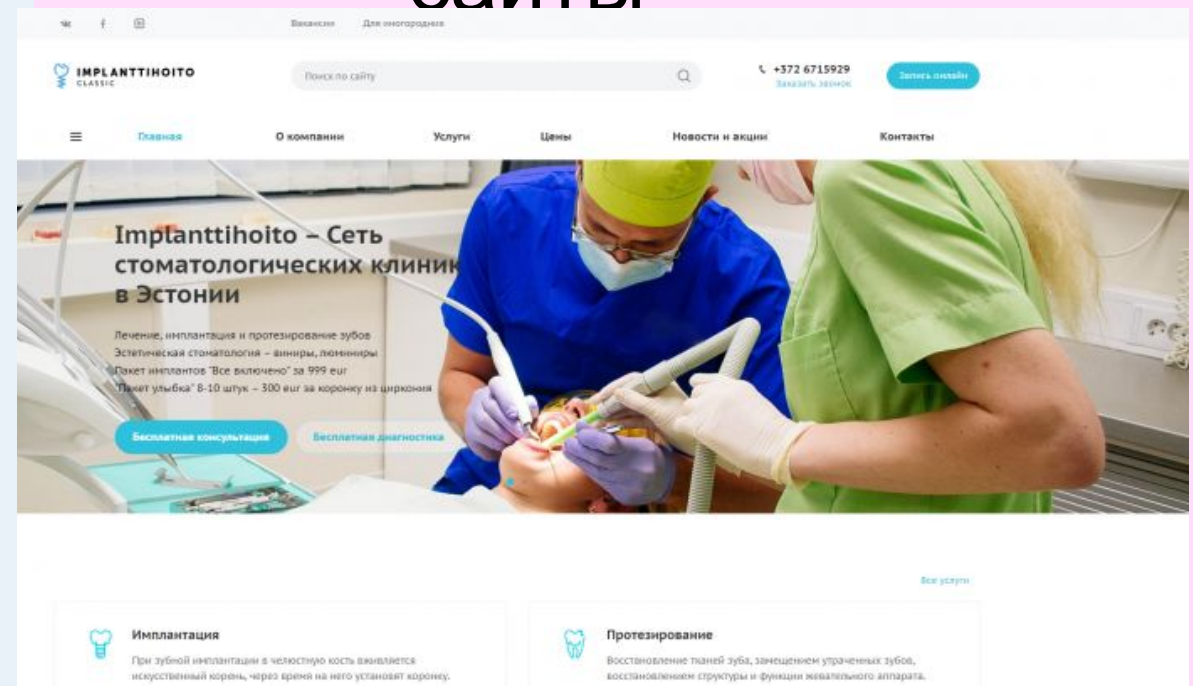 сайты
Вакансии Для иногородних
IMPLANTTIHOITO
CLASSIC
Поиск по сайту
+372 6715929
Заказать звонок
Запись онлайн
Главная О компании Услуги Цены Новости и акции Контакты
Implanttihoito – Сеть
стоматологических клиник
в Эстонии
Лечение, имплантация и протезирование зубов
Эстетическая стоматология – виниры, люминиры
Пакет имплантов "Все включено" за 999 eur
"Пакет улыбка" 8-10 штук – 300 eur за коронку из циркония
Бесплатная консультация Бесплатная диагностика
Все услуги
Имплантация
При зубной имплантации в челюстную кость вживляется
искусственный корень, через время на него установят коронку.
Протезирование
Восстановление тканей зуба, замещением утраченных зубов,
восстановлением структуры и функции жевательного аппарата.